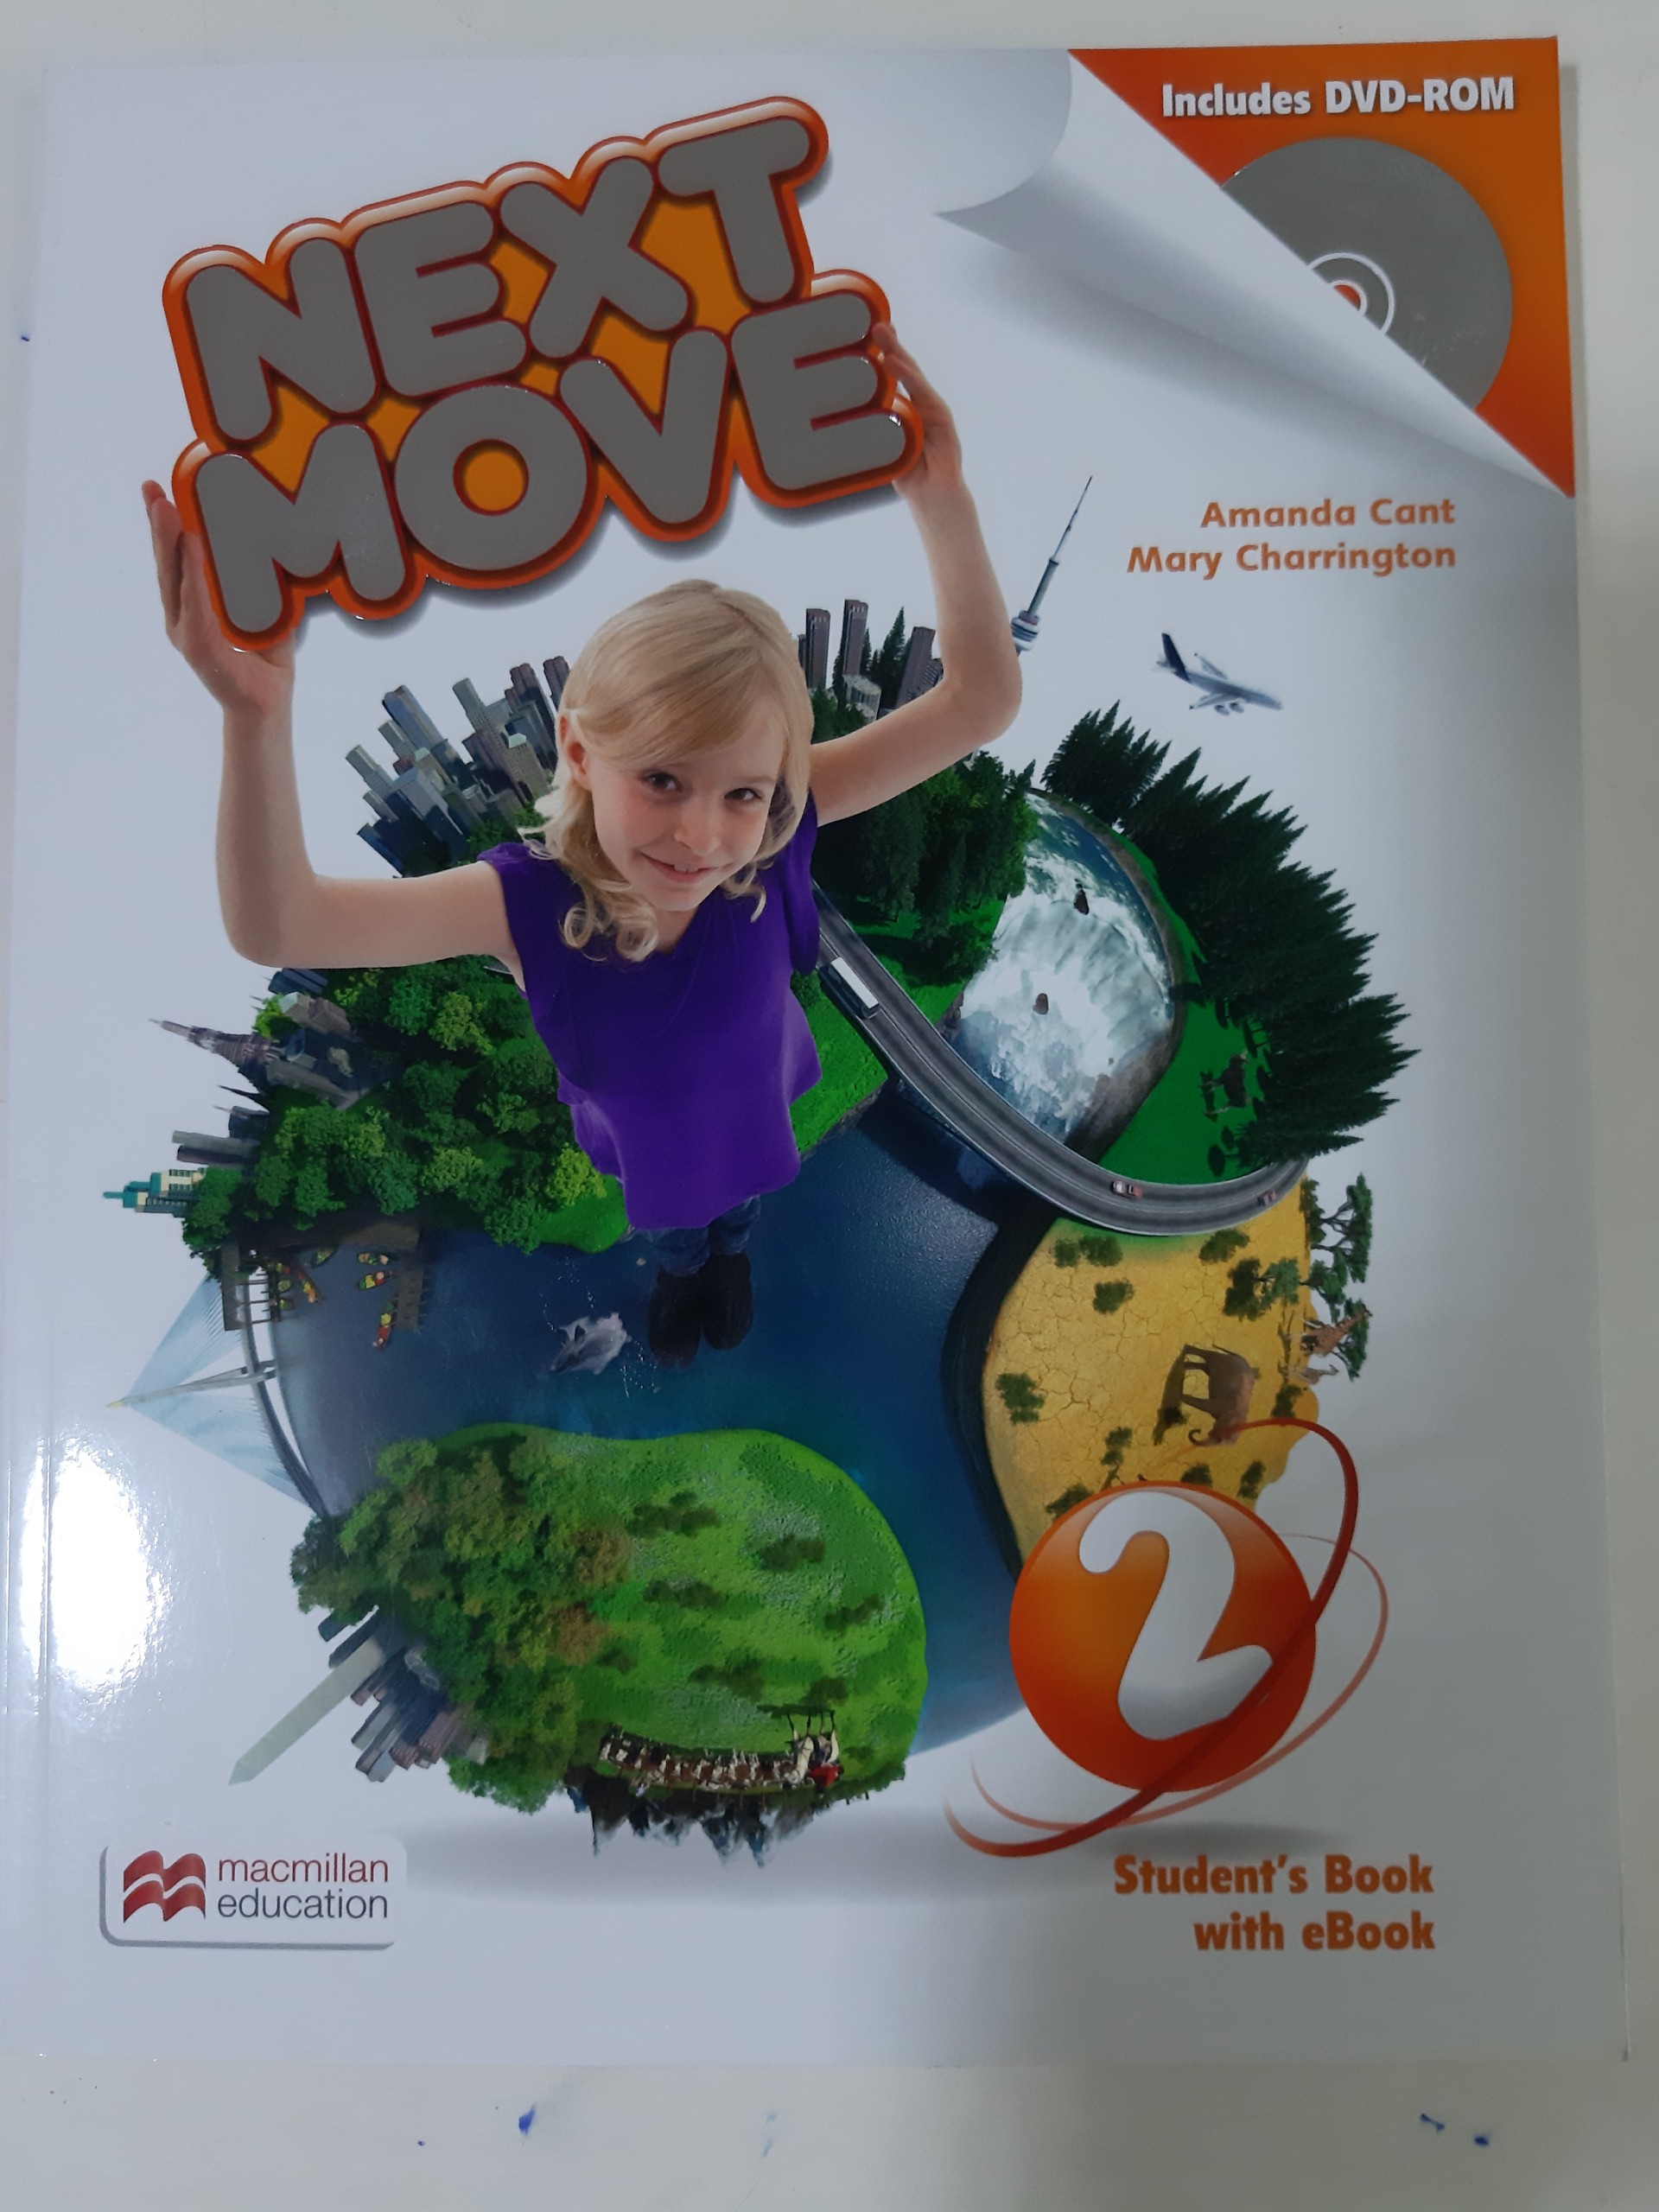 Includes DVD-ROM
NEXT
MOVE
Amanda Cant
Mary Charrington
2
Student's Book
with eBook
macmillan
education